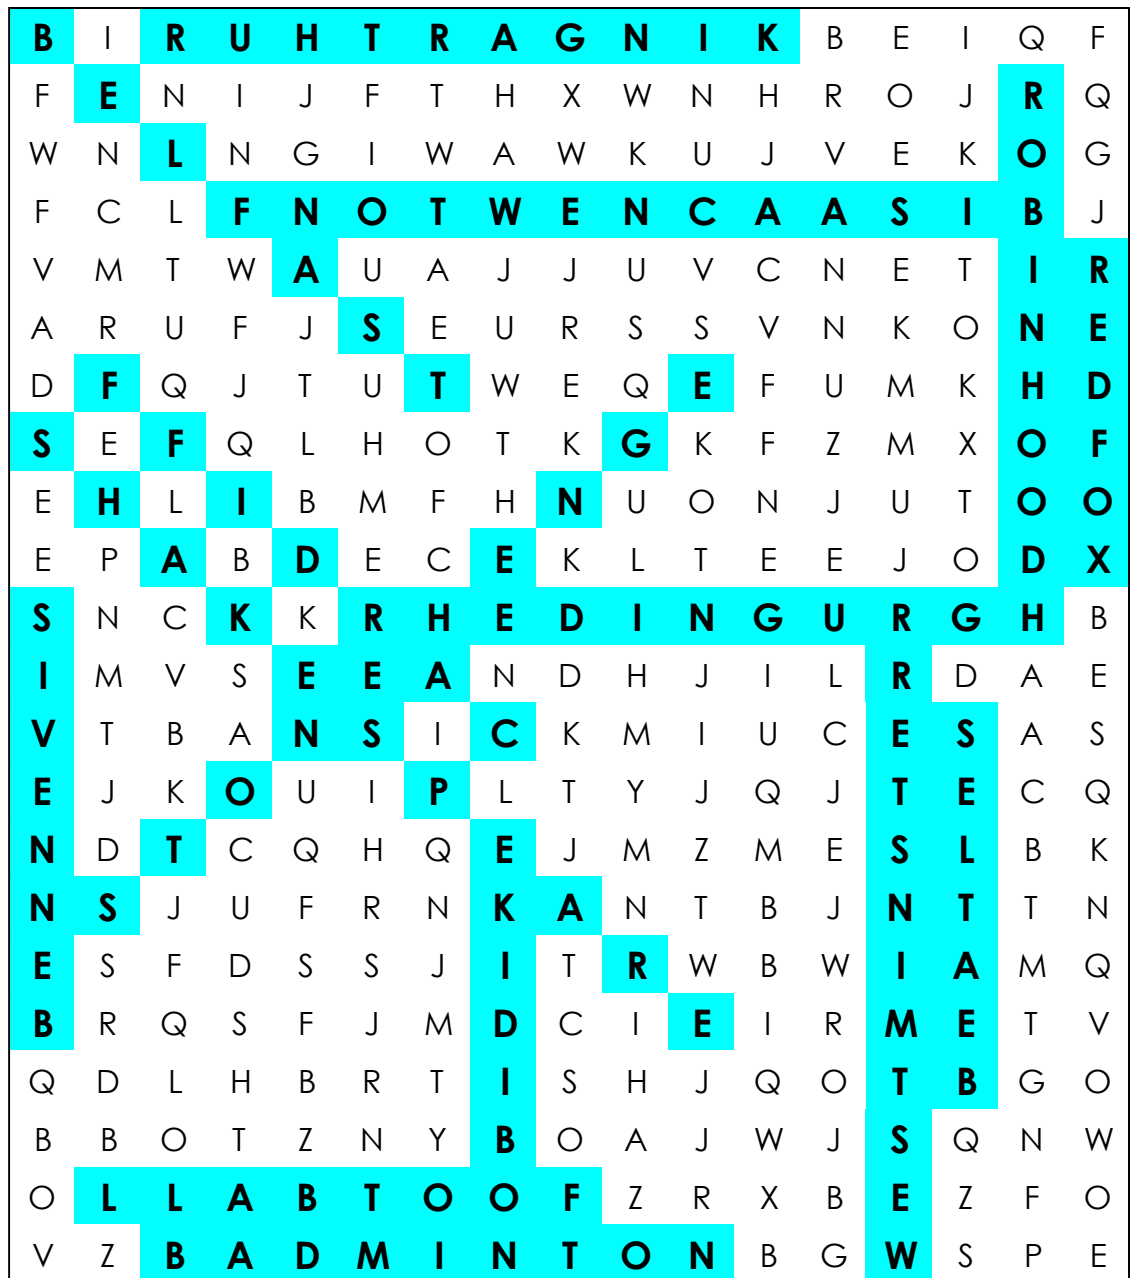 B I R U H T R A G N I K B E I Q F
F E N I J F T H X W N H R O J R Q
W N L N G I W A W K U J V E K O G
F C L F N O T W E N C A A S I B J
V M T W A U A J J U V C N E T I R
A R U F J S E U R S S V N K O N E
D F Q J T U T W E Q E F U M K H D
S E F Q L H O T K G K F Z M X O F
E H L I B M F H N U O N J U T O O
E P A B D E C E K L T E E J O D X
S N C K K R H E D I N G U R G H B
I M V S E E A N D H J I L R D A E
V T B A N S I C K M I U C E S A S
E J K O U I P L T Y J Q J T E C Q
N D T C Q H Q E J M Z M E S L B K
N S J U F R N K A N T B J N T T N
E S F D S S J I T R W B W I A M Q
B R Q S F J M D C I E I R M E T V
Q D L H B R T I S H J Q O T B G O
B B O T Z N Y B O A J W J S Q N W
O L L A B T O O F Z R X B E Z F O
V Z B A D M I N T O N B G W S P E